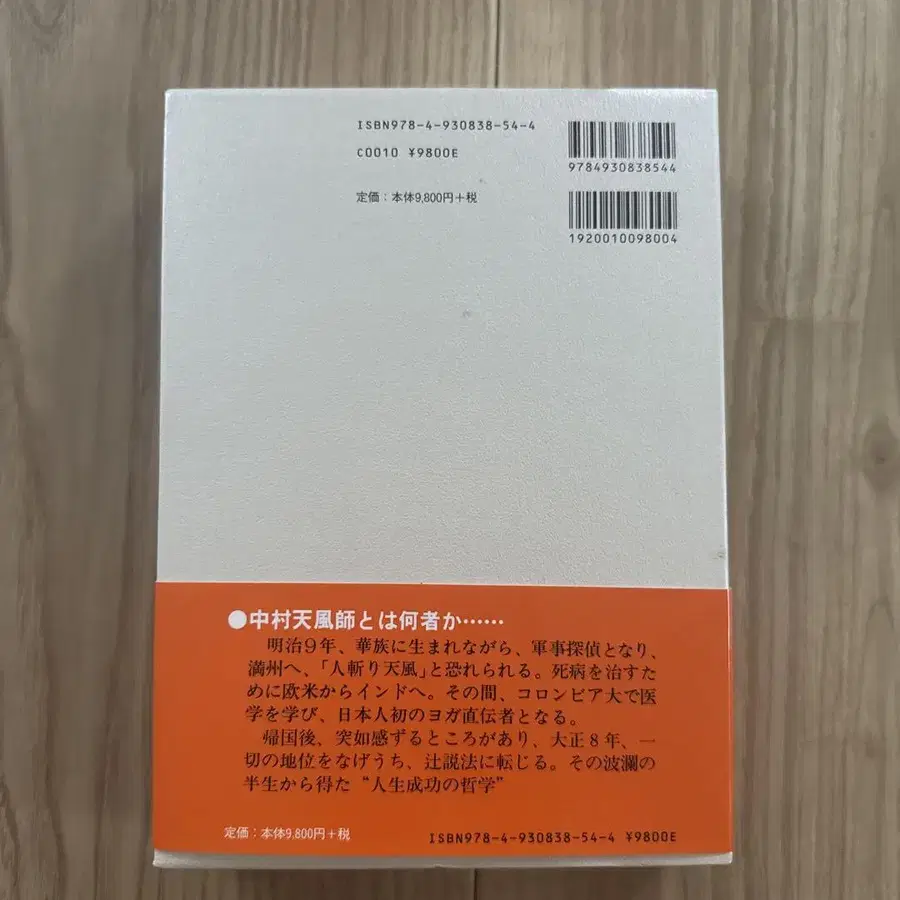 ISBN978-4-930838-54-4
C0010 ¥9800E
定価：本体9,800円+税
9784930838544
1920010098004
●中村天風師とは何者か……
明治9年、華族に生まれながら、軍事探偵となり、
満州へ、「人斬り天風」と恐れられる。死病を治すた
めに欧米からインドへ。その間、コロンビア大で医
学を学び、日本人初のヨガ直伝者となる。
帰国後、突如感ずるところがあり、大正8年、一
切の地位をなげうち、辻説法に転じる。その波瀾の
半生から得た“人生成功の哲学”
定価：本体9,800円+税
ISBN978-4-930838-54-4 ¥9800E